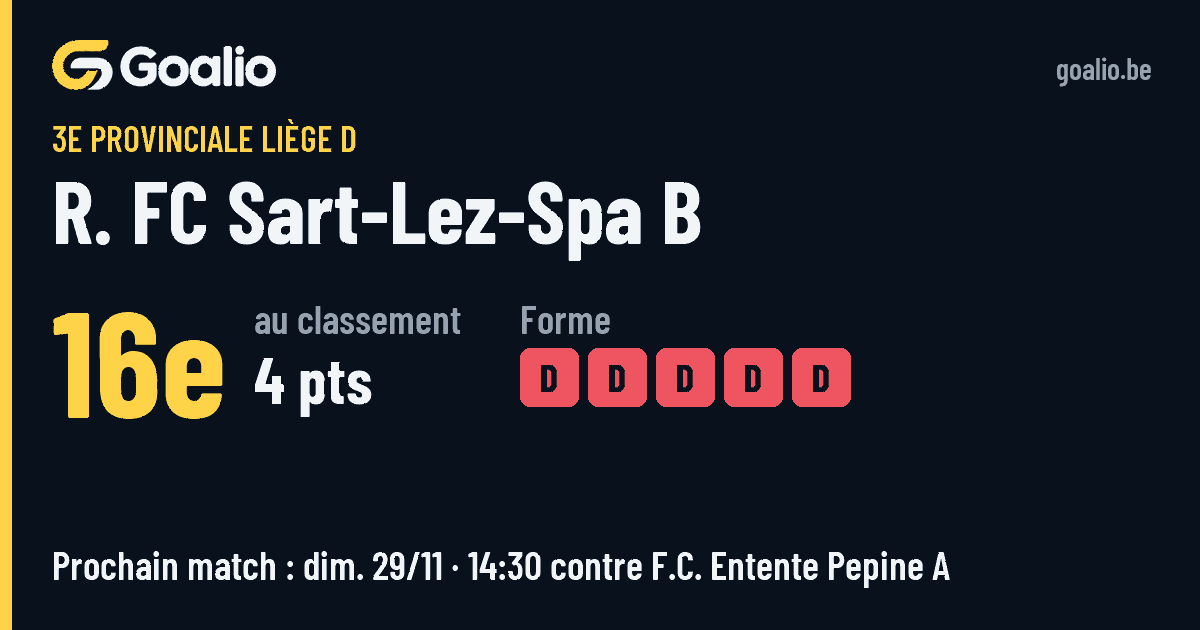 Goalio
goalio.be
3E PROVINCIALE LIÈGE D
R. FC Sart-Lez-Spa B
16e
au classement
4 pts
Forme
D D D D D
Prochain match : dim. 29/11 · 14:30 contre F.C. Entente Pepine A